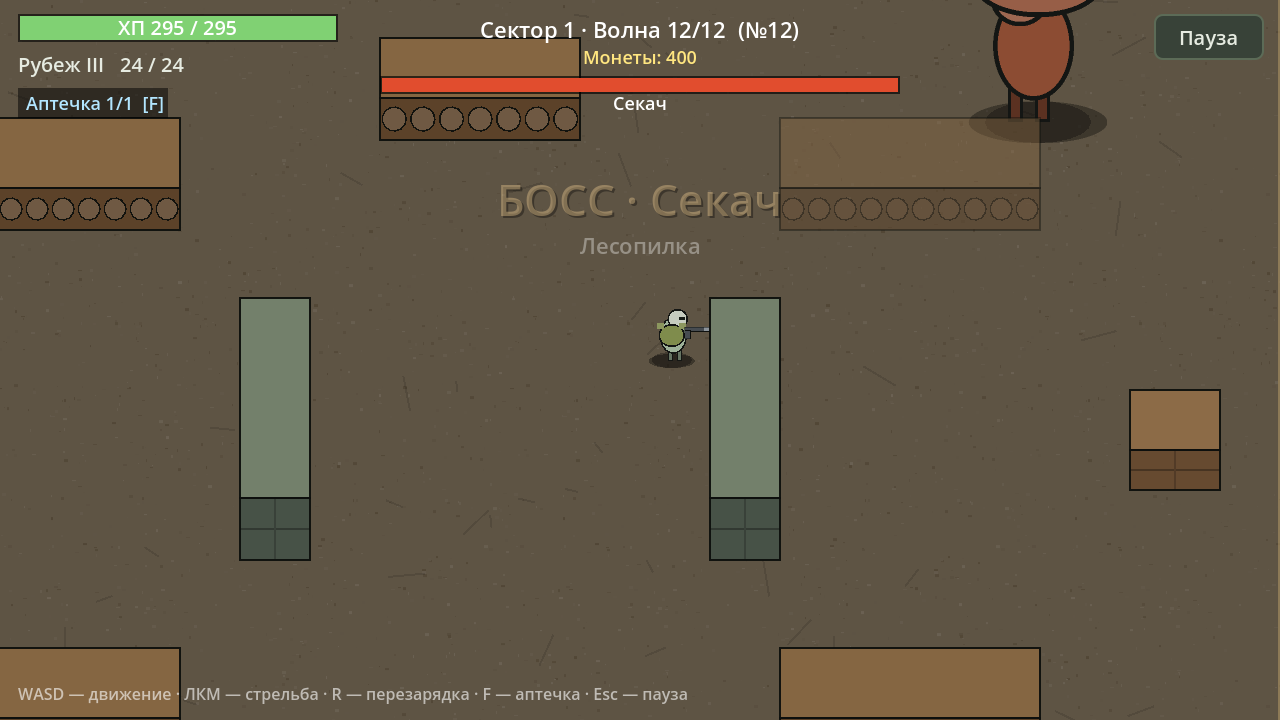 ХП 295 / 295
Сектор 1 · Волна 12/12 (№12)
Пауза
Монеты: 400
Рубеж III 24 / 24
Аптечка 1/1 [F]
Секач
БОСС · Секач
Лесопилка
WASD — движение · ЛКМ — стрельба · R — перезарядка · F — аптечка · Esc — пауза